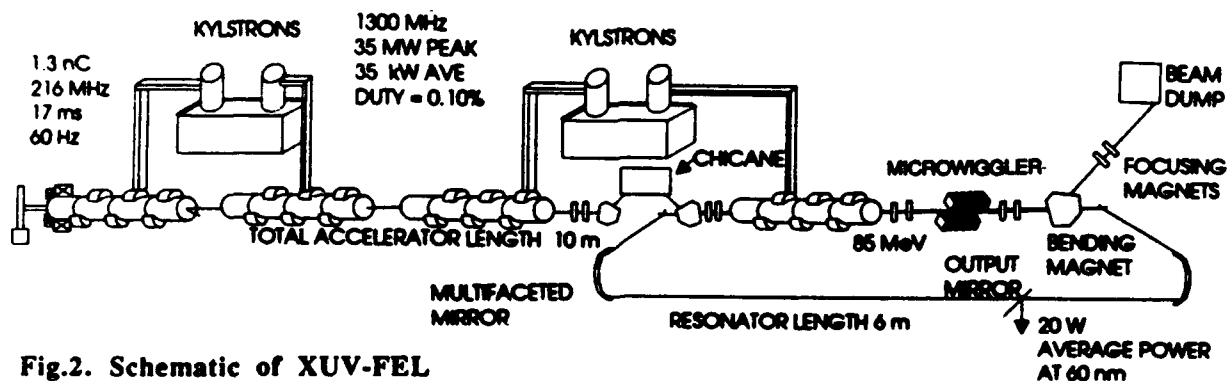 KYLSTRONS
1300 MHz
35 MW PEAK
35 kW AVE
DUTY = 0.10%
KYLSTRONS
1.3 nC
216 MHz
17 ms
60 Hz
BEAM
DUMP
CHICANE
MICROWIGGLER
FOCUSING
MAGNETS
TOTAL ACCELERATOR LENGTH 10 m
85 MeV
BENDING
MAGNET
MULTIFACETED
MIRROR
OUTPUT
MIRROR
RESONATOR LENGTH 6 m
20 W
AVERAGE POWER
AT 60 nm
Fig.2. Schematic of XUV-FEL